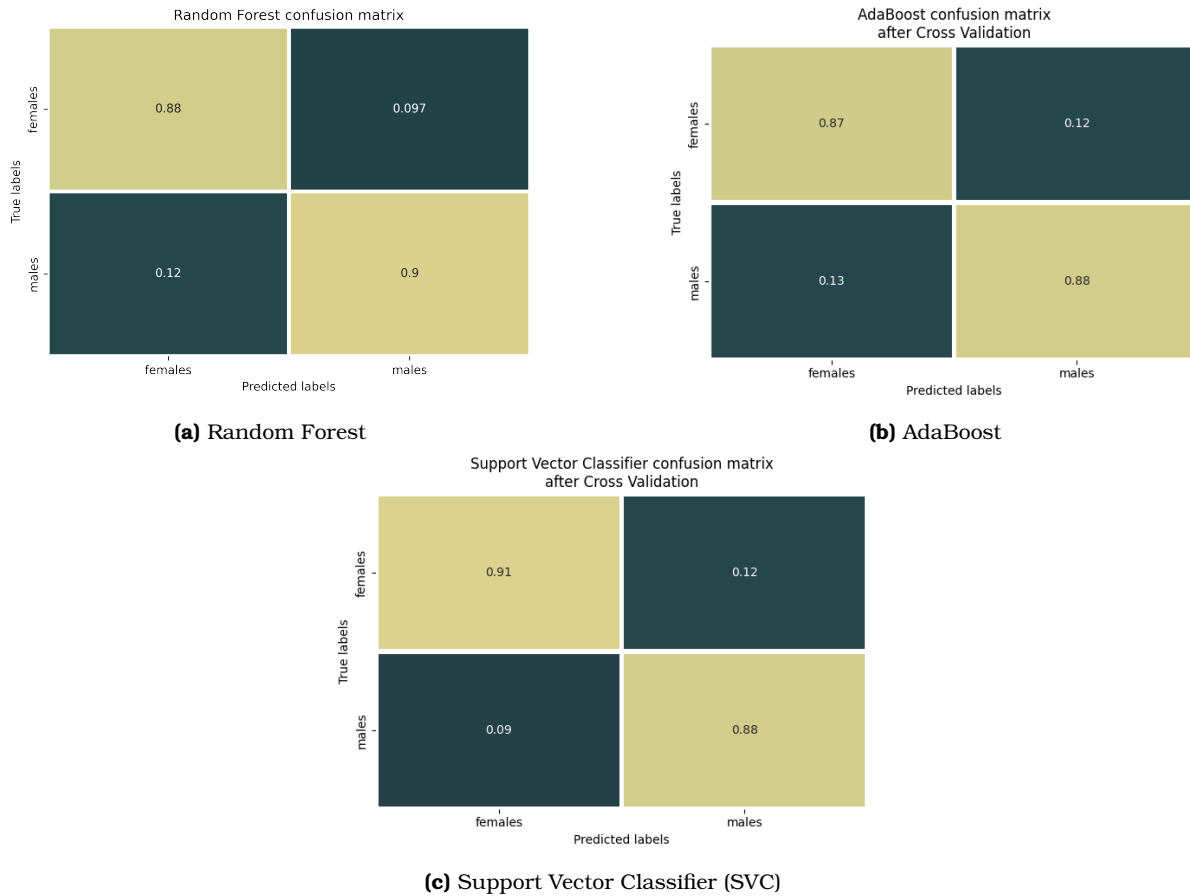 Random Forest confusion matrix
females
0.88
0.097
True labels
males
0.12
0.9
females
males
Predicted labels
(a) Random Forest
AdaBoost confusion matrix
after Cross Validation
females
0.87
0.12
True labels
males
0.13
0.88
females
males
Predicted labels
(b) AdaBoost
Support Vector Classifier confusion matrix
after Cross Validation
females
0.91
0.12
True labels
males
0.09
0.88
females
males
Predicted labels
(c) Support Vector Classifier (SVC)